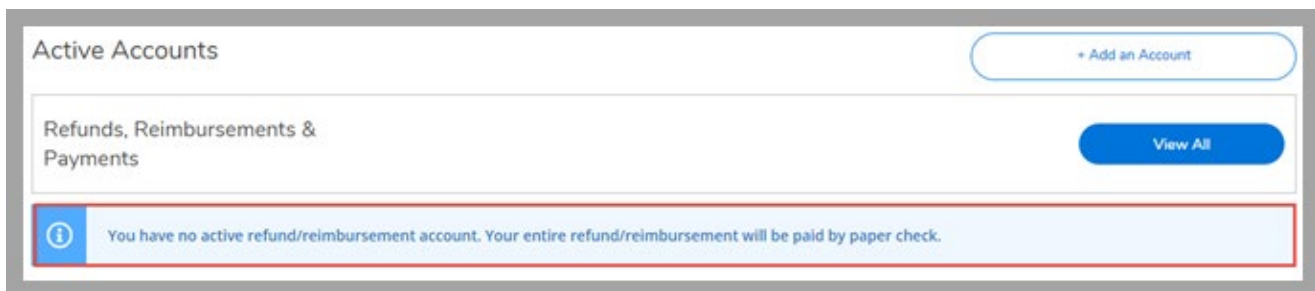 Active Accounts
+ Add an Account
Refunds, Reimbursements &
Payments
View All
You have no active refund/reimbursement account. Your entire refund/reimbursement will be paid by paper check.